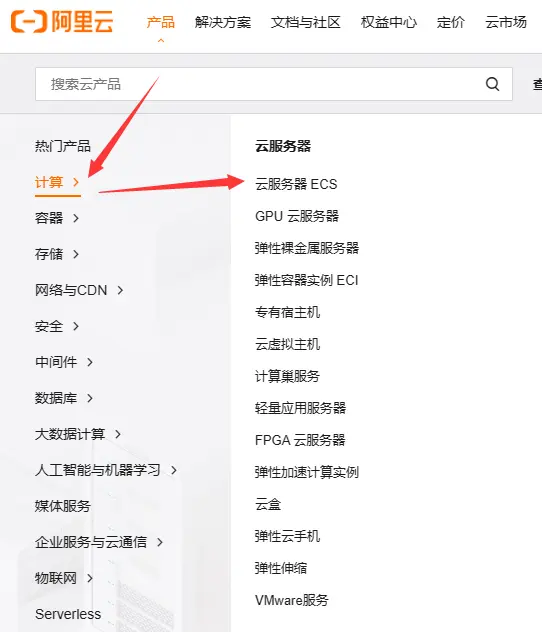 阿里云 产品 解决方案 文档与社区 权益中心 定价 云市场
搜索云产品
热门产品
计算
容器
存储
网络与CDN
安全
中间件
数据库
大数据计算
人工智能与机器学习
媒体服务
企业服务与云通信
物联网
Serverless
云服务器
云服务器 ECS
GPU 云服务器
弹性裸金属服务器
弹性容器实例 ECI
专有宿主机
云虚拟主机
计算巢服务
轻量应用服务器
FPGA 云服务器
弹性加速计算实例
云盒
弹性云手机
弹性伸缩
VMware服务